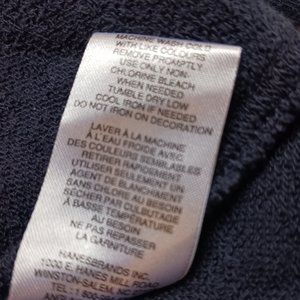 MACHINE WASH COLD
WITH LIKE COLOURS
REMOVE PROMPTLY
USE ONLY NON-
CHLORINE BLEACH
WHEN NEEDED
TUMBLE DRY LOW
COOL IRON IF NEEDED
DO NOT IRON ON DECORATION
LAVER À LA MACHINE
À L'EAU FROIDE AVEC
DES COULEURS SEMBLABLES
RETIRER RAPIDEMENT
UTILISER SEULEMENT UN
AGENT DE BLANCHIMENT
SANS CHLORE AU BESOIN
SÉCHER PAR CULBUTAGE
À BASSE TEMPÉRATURE
AU BESOIN
NE PAS REPASSER
LA GARNITURE
HANESBRANDS INC.
1000 E. HANES MILL ROAD
WINSTON-SALEM